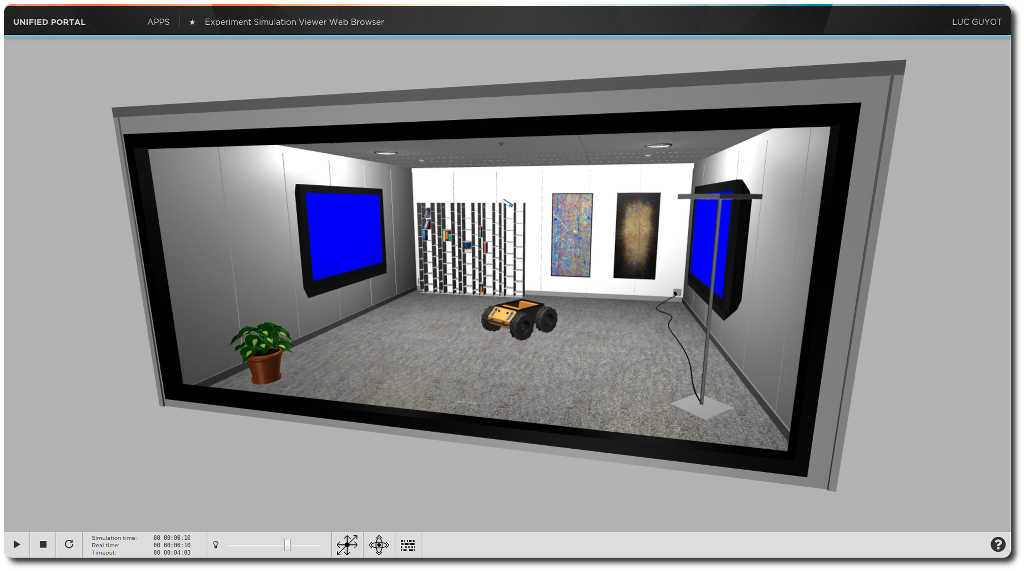 UNIFIED PORTAL APPS ★ Experiment Simulation Viewer Web Browser LUC GUYOT
Simulation time: 00 00:00:10
Real time: 00 00:00:10
Timeout: 00 00:04:03
?